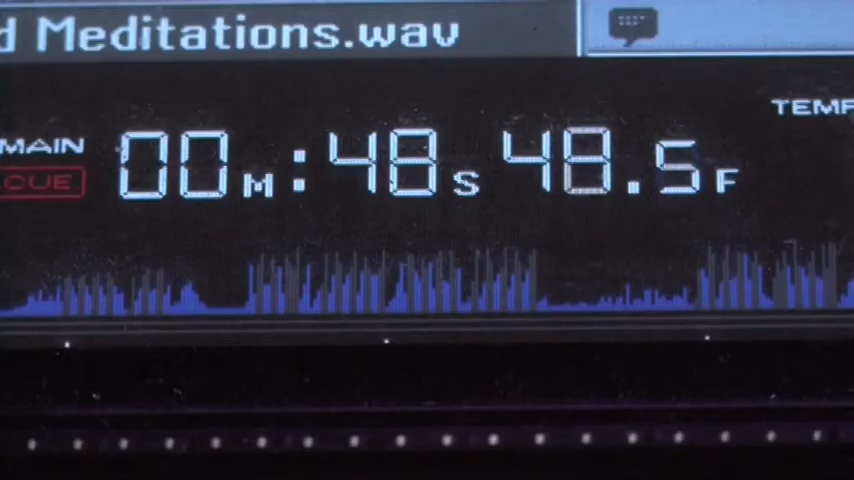 d Meditations.wav
TEMP
MAIN
CUE
00M:48S 48.5F